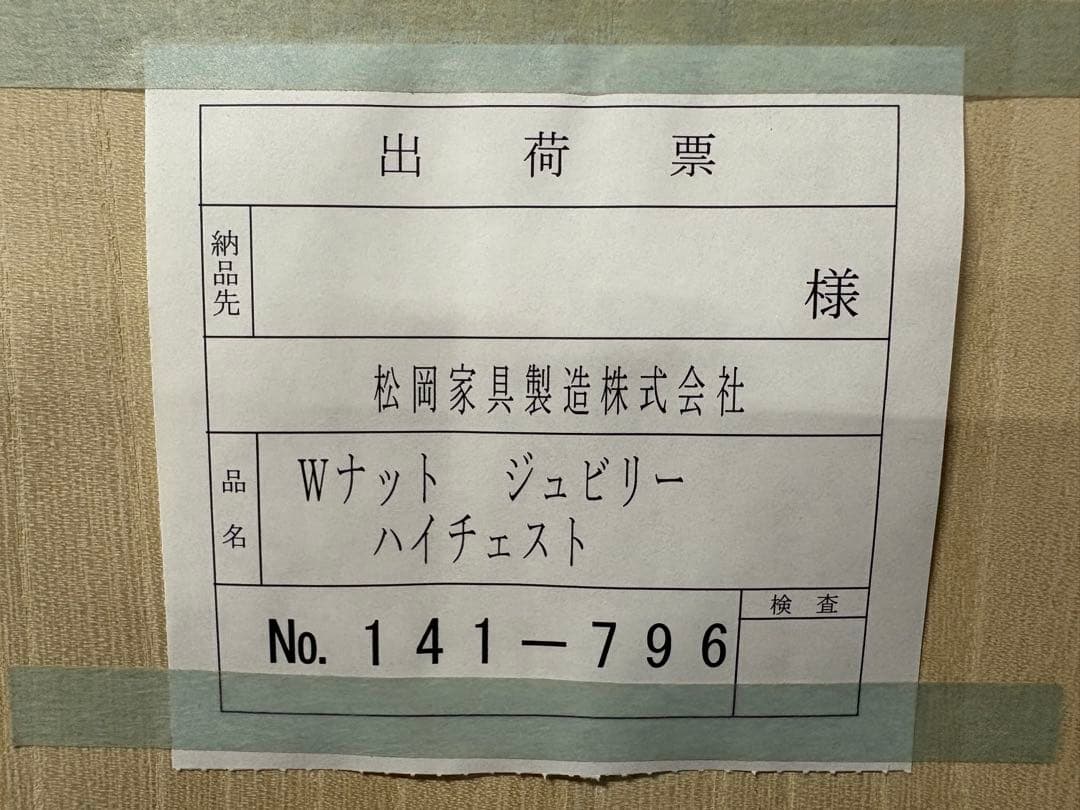 出荷票
納品先
様
松岡家具製造株式会社
品名
Wナット ジュビリー
ハイチェスト
No. 141-796
検査